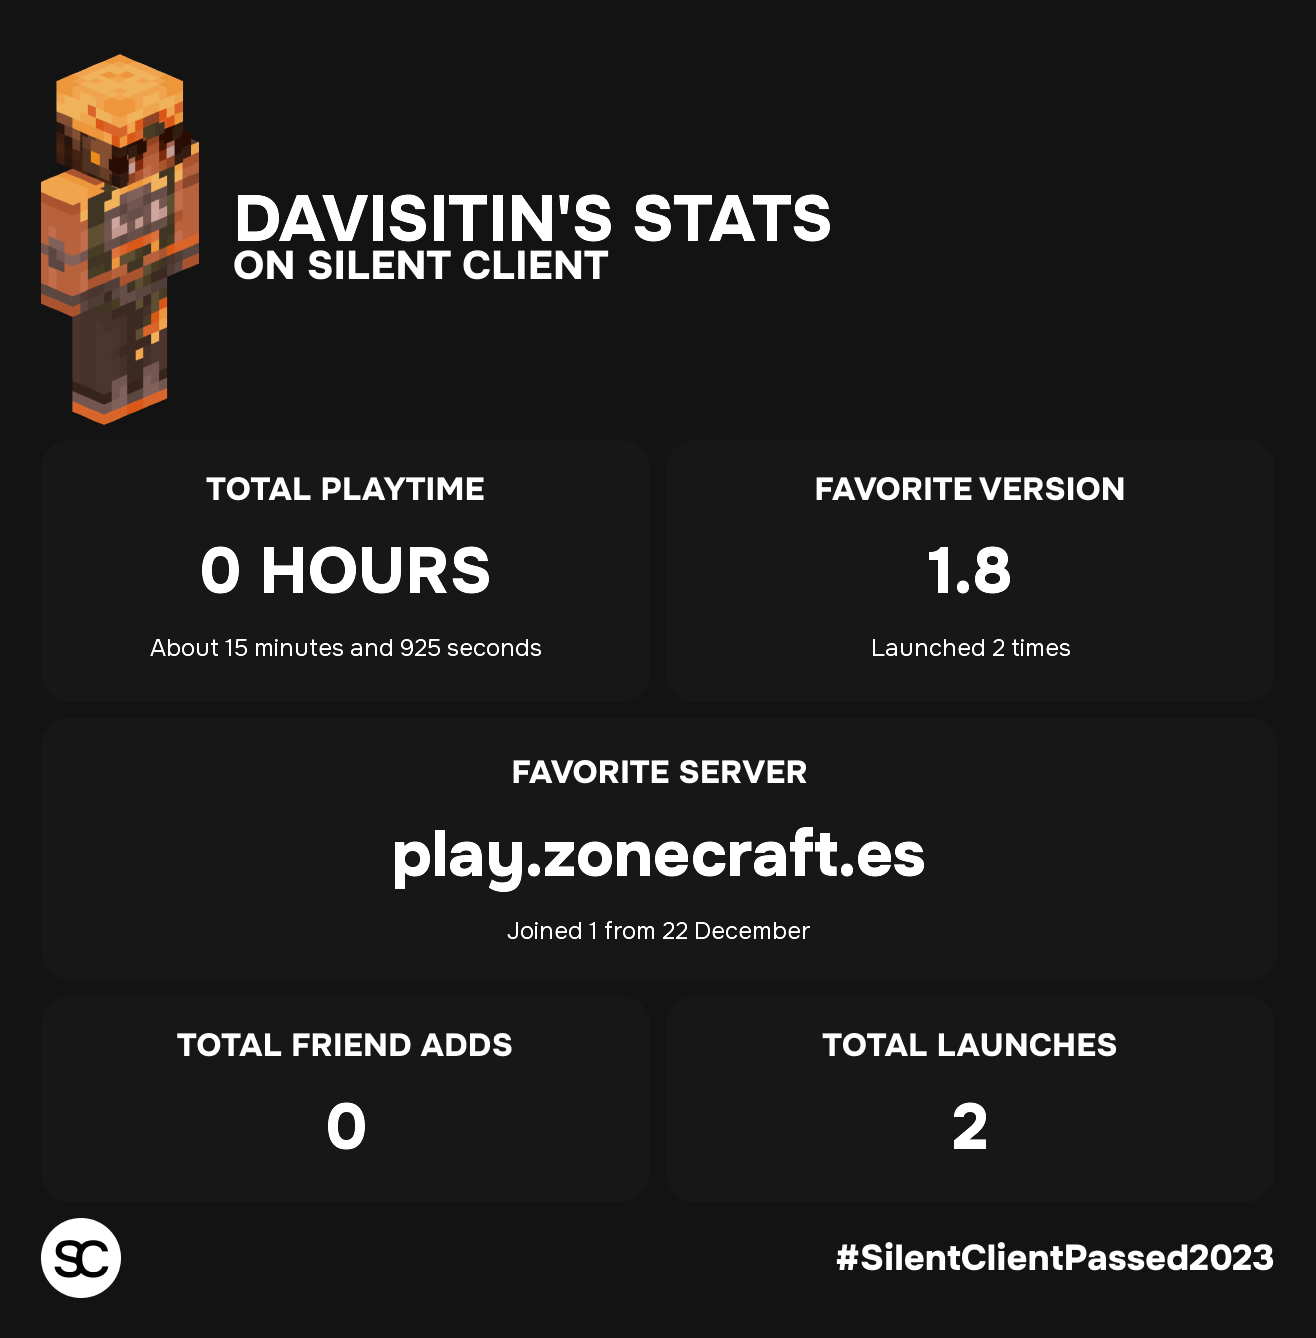 DAVISITIN'S STATS
ON SILENT CLIENT
TOTAL PLAYTIME
0 HOURS
About 15 minutes and 925 seconds
FAVORITE VERSION
1.8
Launched 2 times
FAVORITE SERVER
play.zonecraft.es
Joined 1 from 22 December
TOTAL FRIEND ADDS
0
TOTAL LAUNCHES
2
SC
#SilentClientPassed2023